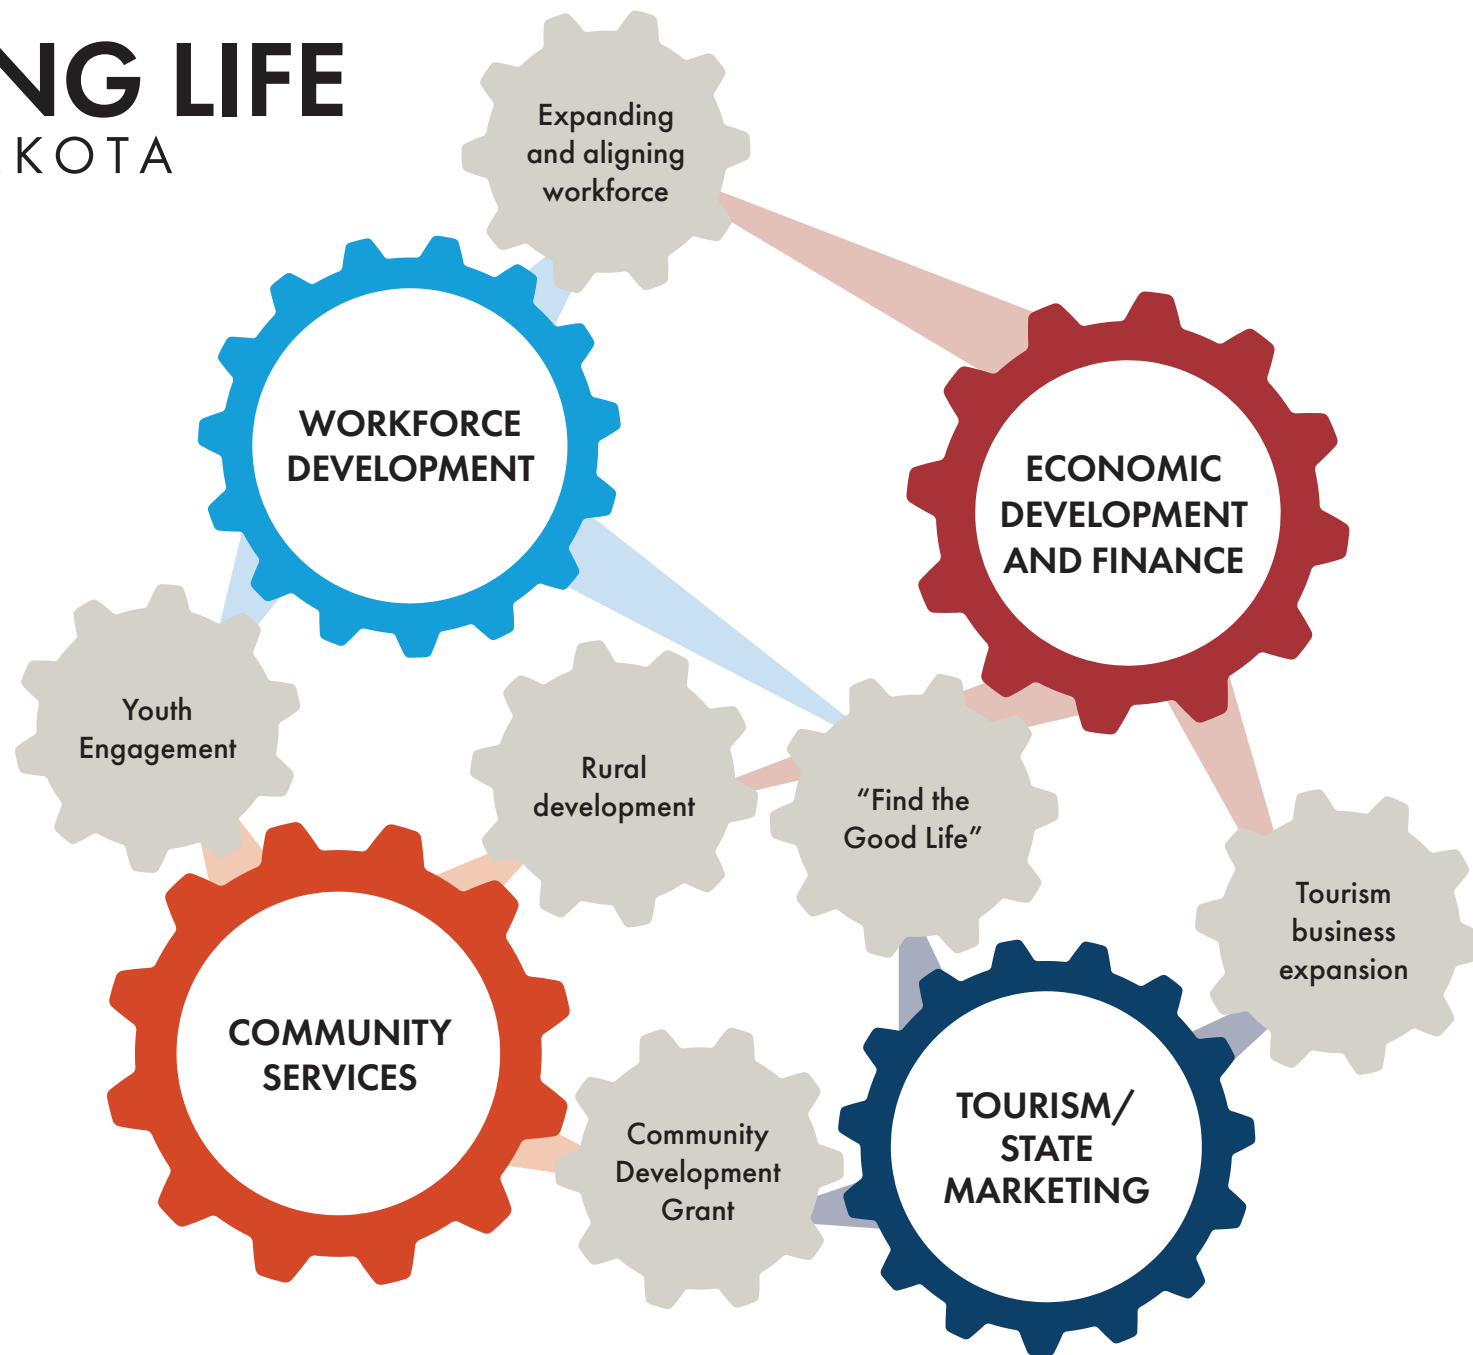 NG LIFE
KOTA
Expanding
and aligning
workforce
WORKFORCE
DEVELOPMENT
ECONOMIC
DEVELOPMENT
AND FINANCE
Youth
Engagement
Rural
development
“Find the
Good Life”
Tourism
business
expansion
COMMUNITY
SERVICES
Community
Development
Grant
TOURISM/
STATE
MARKETING